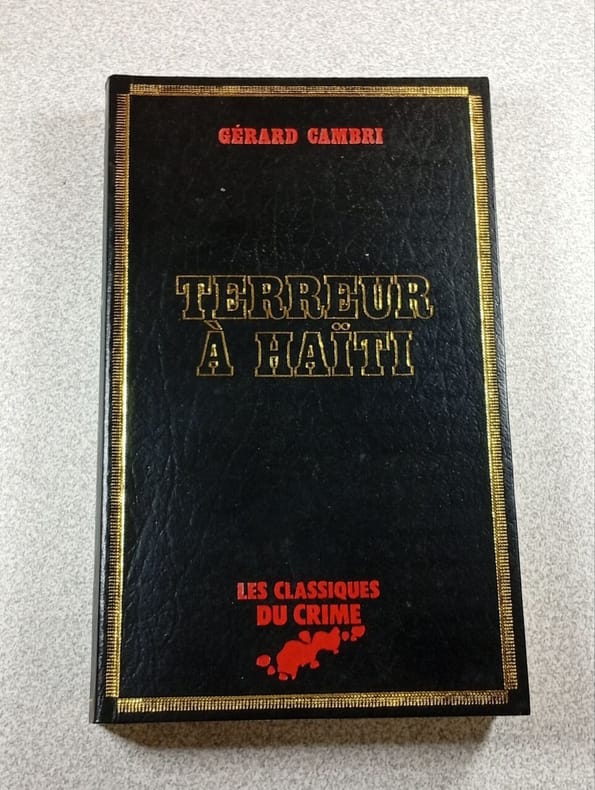 GÉRARD CAMBRI
TERREUR
À HAÏTI
LES CLASSIQUES
DU CRIME